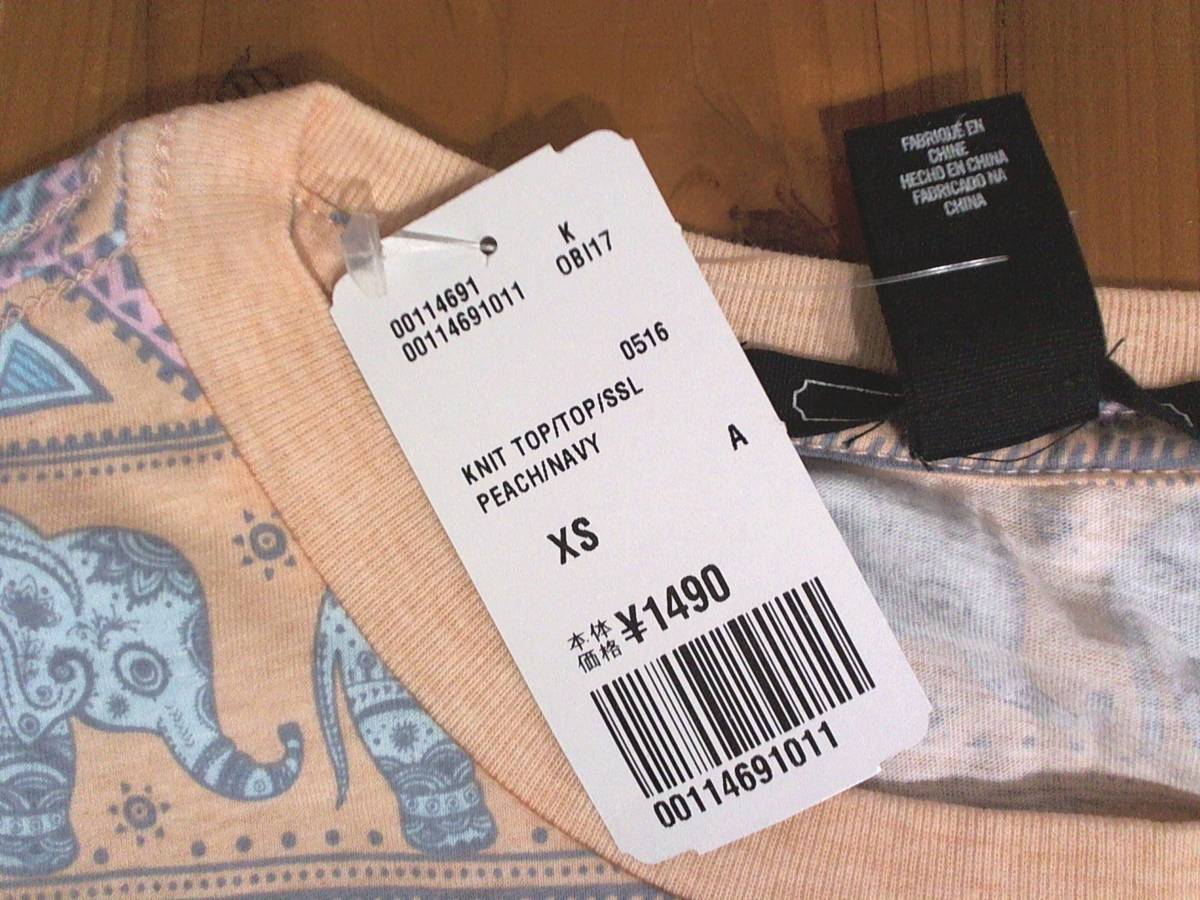 K
OBI17
00114691
00114691011
0516
KNIT TOP/TOP/SSL
PEACH/NAVY
A
XS
本体
価格 ¥1490
00114691011
FABRIQUÉ EN
CHINE
HECHO EN CHINA
FABRICADO NA
CHINA